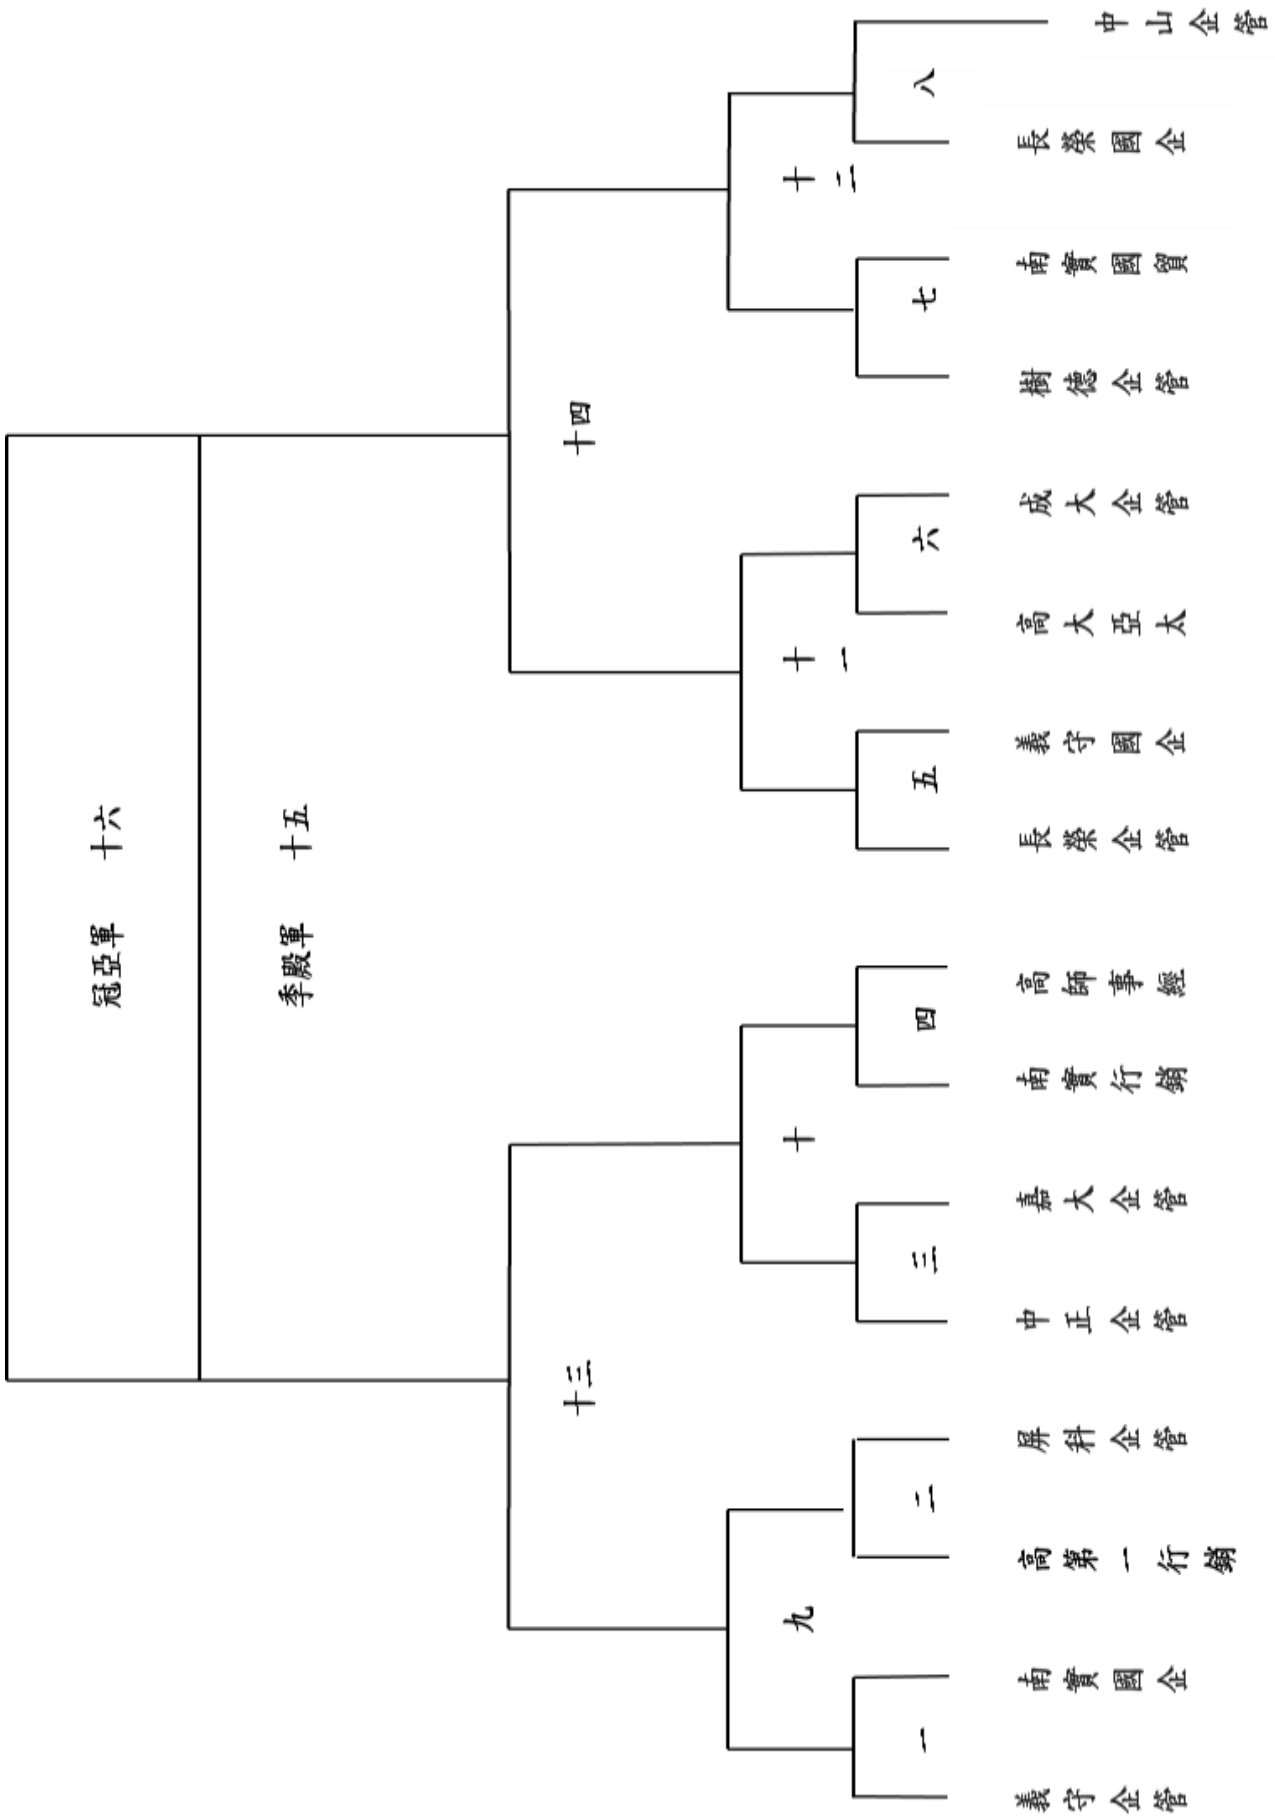 冠亞軍 十六
季殿軍 十五
十三
十四
九
十
十一
十二
一
二
三
四
五
六
七
八
義守企管
南實國企
高第一行銷
屏科企管
中正企管
嘉大企管
南實行銷
高師事經
長榮企管
義守國企
高大亞太
成大企管
樹德企管
南實國貿
長榮國企
中山企管